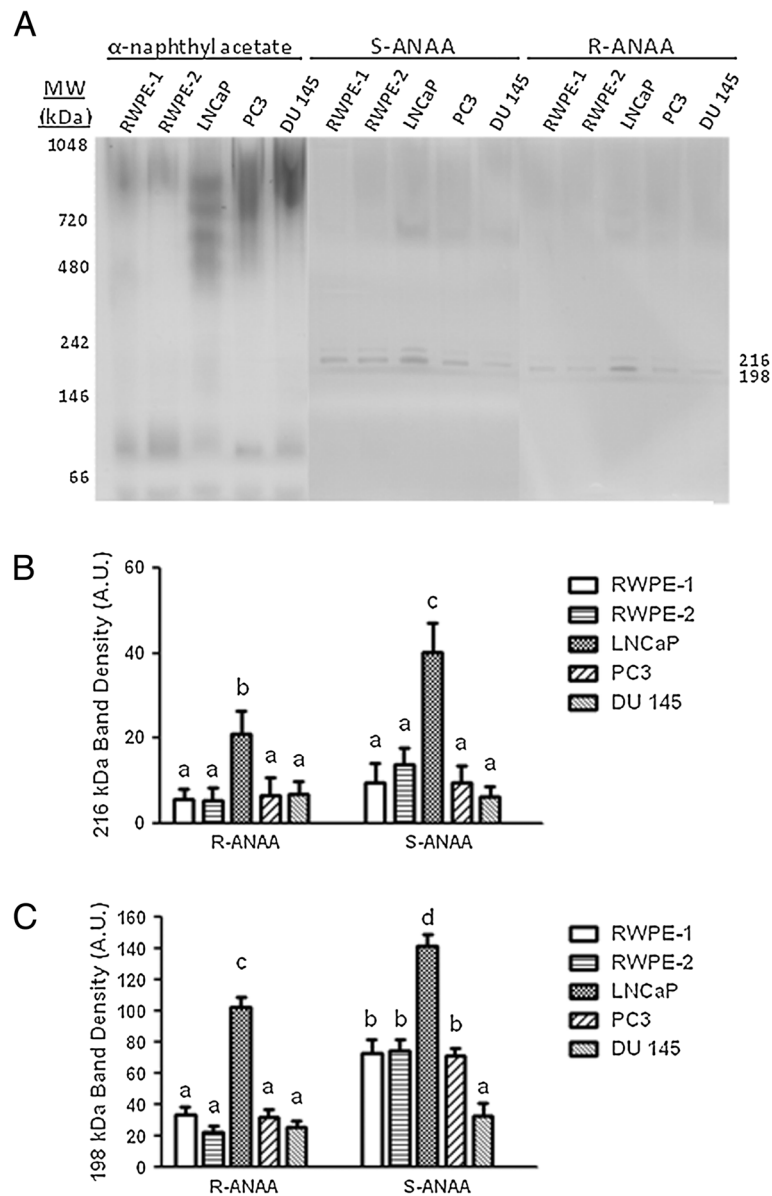 A
α-naphthyl acetate S-ANAA R-ANAA
MW
(kDa)
RWPE-1 RWPE-2 LNCaP PC3 DU 145 RWPE-1 RWPE-2 LNCaP PC3 DU 145 RWPE-1 RWPE-2 LNCaP PC3 DU 145
1048
720
480
242
146
66
216
198
B
216 kDa Band Density (A.U.)
60
40
20
0
a a b a a a a c a a
R-ANAA S-ANAA
RWPE-1
RWPE-2
LNCaP
PC3
DU 145
C
198 kDa Band Density (A.U.)
160
140
120
100
80
60
40
20
0
a a c a a b b d b a
R-ANAA S-ANAA
RWPE-1
RWPE-2
LNCaP
PC3
DU 145